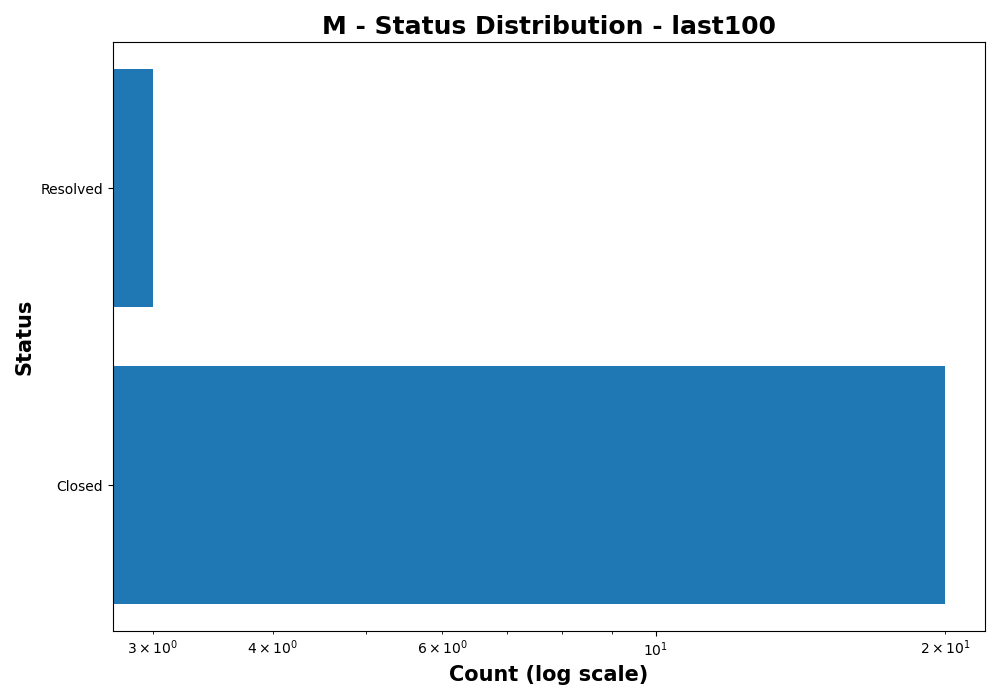 M - Status Distribution - last100
Status
Resolved
Closed
3 × 10⁰
4 × 10⁰
6 × 10⁰
10¹
2 × 10¹
Count (log scale)